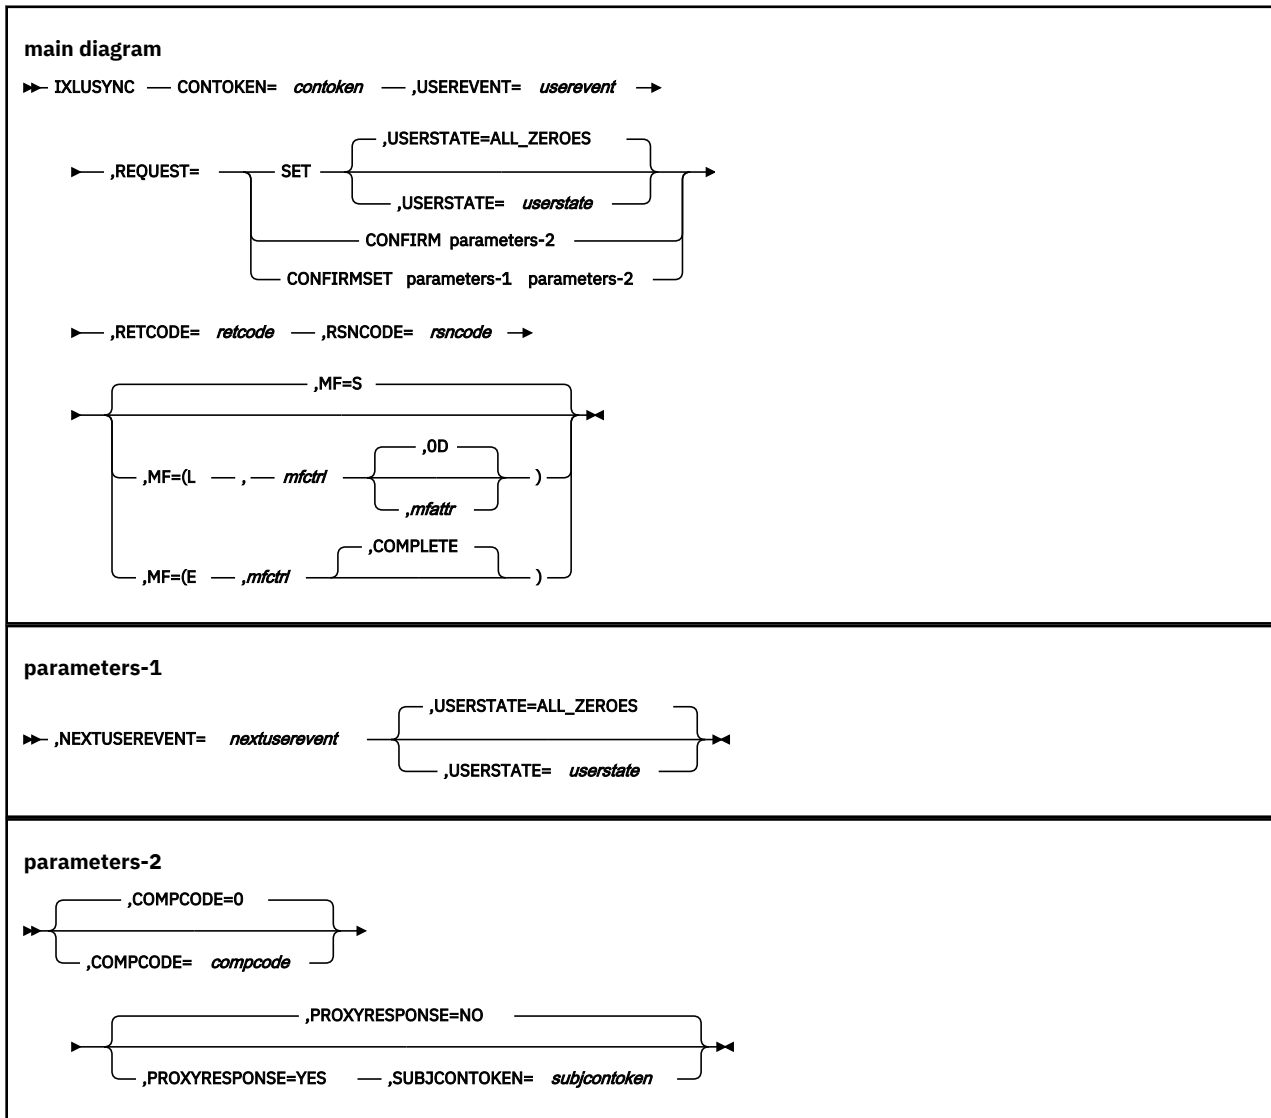 main diagram
IXLUSYNC CONTOKEN= contoken ,USEREVENT= userevent
,USERSTATE=ALL_ZEROES
,REQUEST= SET
,USERSTATE= userstate
CONFIRM parameters-2
CONFIRMSET parameters-1 parameters-2
,RETCODE= retcode ,RSNCODE= rsncode
,MF=S
,0D
,MF=(L , mfctrl )
,mfattr
,COMPLETE
,MF=(E ,mfctrl )
parameters-1
,USERSTATE=ALL_ZEROES
,NEXTUSEREVENT= nextuserevent
,USERSTATE= userstate
parameters-2
,COMPCODE=0
,COMPCODE= compcode
,PROXYRESPONSE=NO
,PROXYRESPONSE=YES ,SUBJCONTOKEN= subjcontoken